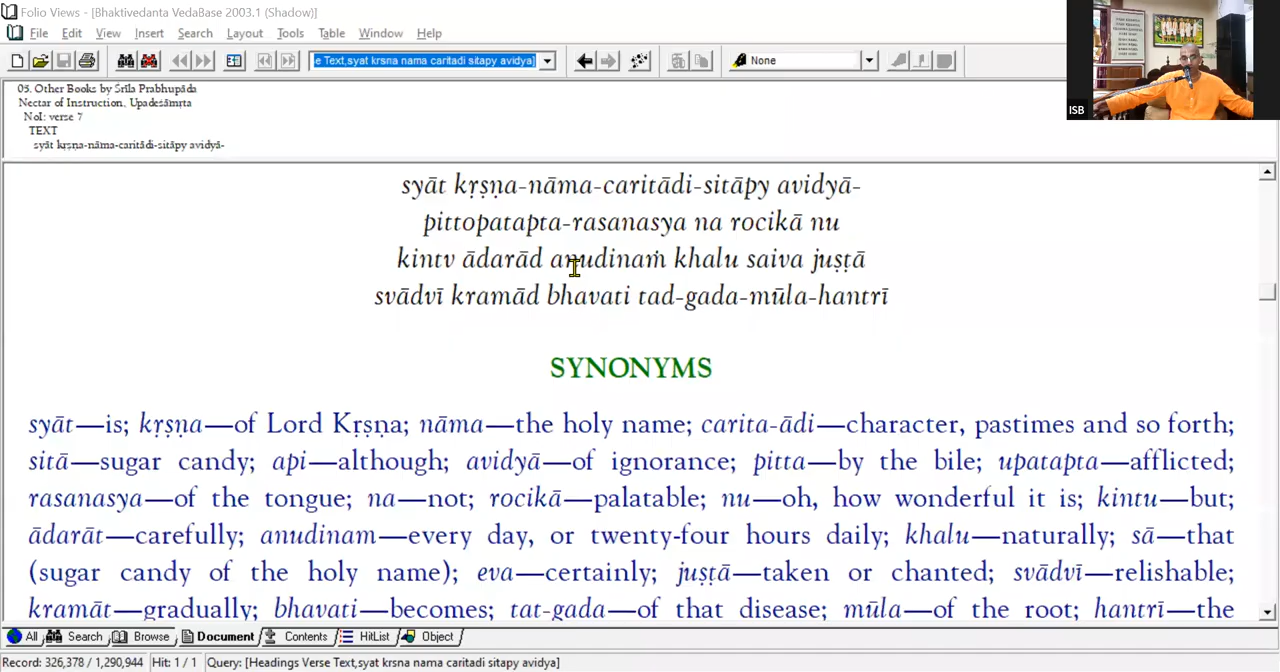 Folio Views - [Bhaktivedanta VedaBase 2003.1 (Shadow)]
File Edit View Insert Search Layout Tools Table Window Help
e Text,syat krsna nama caritadi sitapy avidya] None
ISB
05. Other Books by Śrīla Prabhupāda
Nectar of Instruction, Upadeśāmṛta
NoI: verse 7
TEXT
syāt kṛṣṇa-nāma-caritādi-sitāpy avidyā-
syāt kṛṣṇa-nāma-caritādi-sitāpy avidyā-
pittopatapta-rasanasya na rocikā nu
kintv ādarād anudinaṁ khalu saiva juṣṭā
svādvī kramād bhavati tad-gada-mūla-hantrī
SYNONYMS
syāt—is; kṛṣṇa—of Lord Kṛṣṇa; nāma—the holy name; carita-ādi—character, pastimes and so forth;
sitā—sugar candy; api—although; avidyā—of ignorance; pitta—by the bile; upatapta—afflicted;
rasanasya—of the tongue; na—not; rocikā—palatable; nu—oh, how wonderful it is; kintu—but;
ādarāt—carefully; anudinam—every day, or twenty-four hours daily; khalu—naturally; sā—that
(sugar candy of the holy name); eva—certainly; juṣṭā—taken or chanted; svādvī—relishable;
kramāt—gradually; bhavati—becomes; tat-gada—of that disease; mūla—of the root; hantrī—the
All Search Browse Document Contents HitList Object
Record: 326,378 / 1,290,944 Hit: 1 / 1 Query: [Headings Verse Text,syat krsna nama caritadi sitapy avidya]